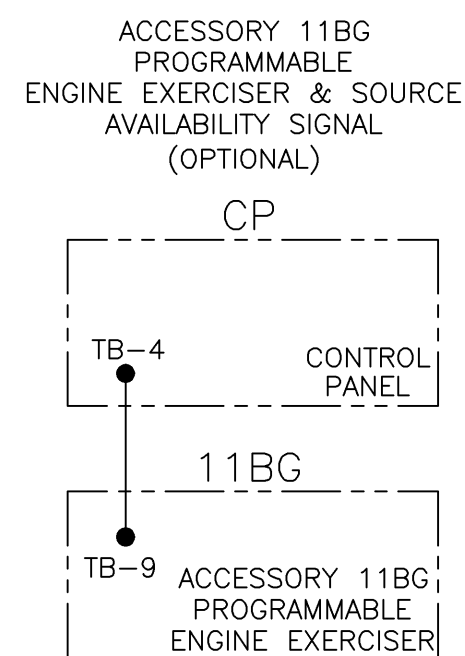 ACCESSORY 11BG
PROGRAMMABLE
ENGINE EXERCISER & SOURCE
AVAILABILITY SIGNAL
(OPTIONAL)
CP
TB-4
CONTROL
PANEL
11BG
TB-9
ACCESSORY 11BG
PROGRAMMABLE
ENGINE EXERCISER